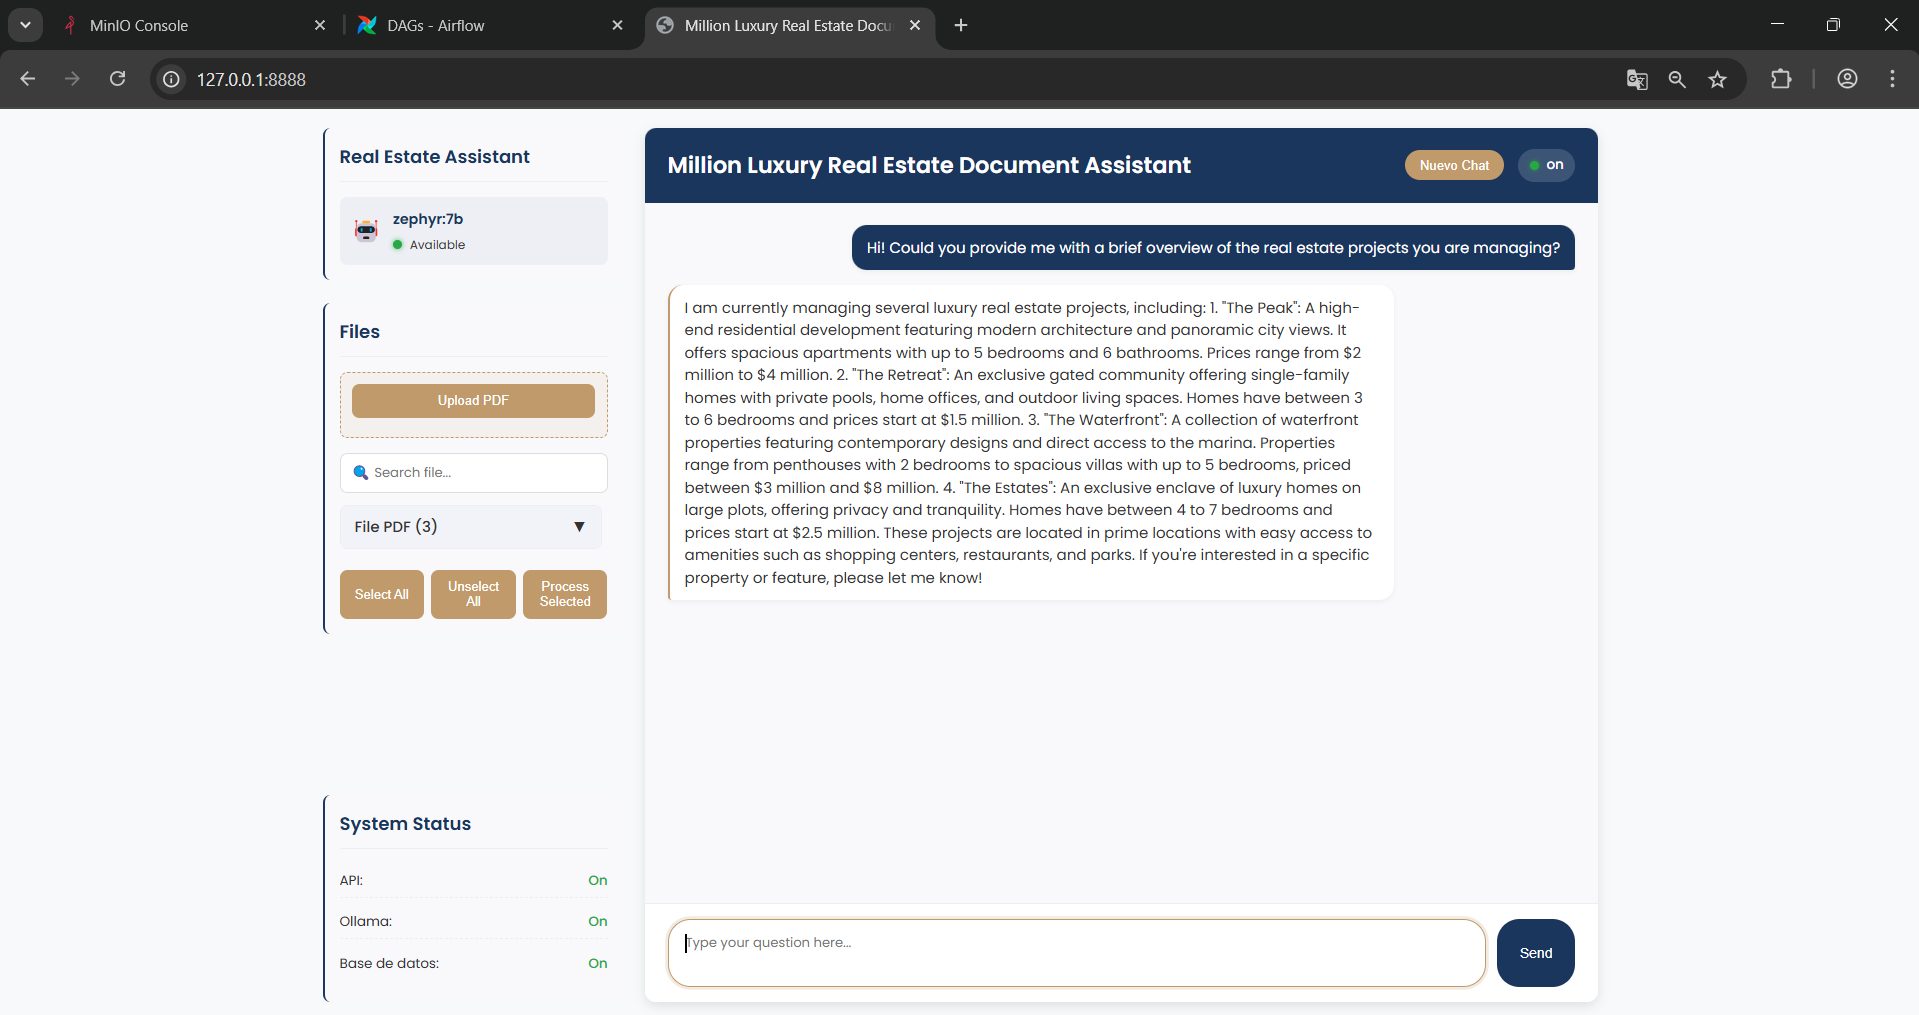 MinIO Console
DAGs - Airflow
Million Luxury Real Estate Docu
127.0.0.1:8888
Real Estate Assistant
zephyr:7b
Available
Files
Upload PDF
Search file...
File PDF (3)
Select All
Unselect
All
Process
Selected
System Status
API:
On
Ollama:
On
Base de datos:
On
Million Luxury Real Estate Document Assistant
Nuevo Chat
on
Hi! Could you provide me with a brief overview of the real estate projects you are managing?
I am currently managing several luxury real estate projects, including: 1. "The Peak": A high-
end residential development featuring modern architecture and panoramic city views. It
offers spacious apartments with up to 5 bedrooms and 6 bathrooms. Prices range from $2
million to $4 million. 2. "The Retreat": An exclusive gated community offering single-family
homes with private pools, home offices, and outdoor living spaces. Homes have between 3
to 6 bedrooms and prices start at $1.5 million. 3. "The Waterfront": A collection of waterfront
properties featuring contemporary designs and direct access to the marina. Properties
range from penthouses with 2 bedrooms to spacious villas with up to 5 bedrooms, priced
between $3 million and $8 million. 4. "The Estates": An exclusive enclave of luxury homes on
large plots, offering privacy and tranquility. Homes have between 4 to 7 bedrooms and
prices start at $2.5 million. These projects are located in prime locations with easy access to
amenities such as shopping centers, restaurants, and parks. If you're interested in a specific
property or feature, please let me know!
Type your question here...
Send